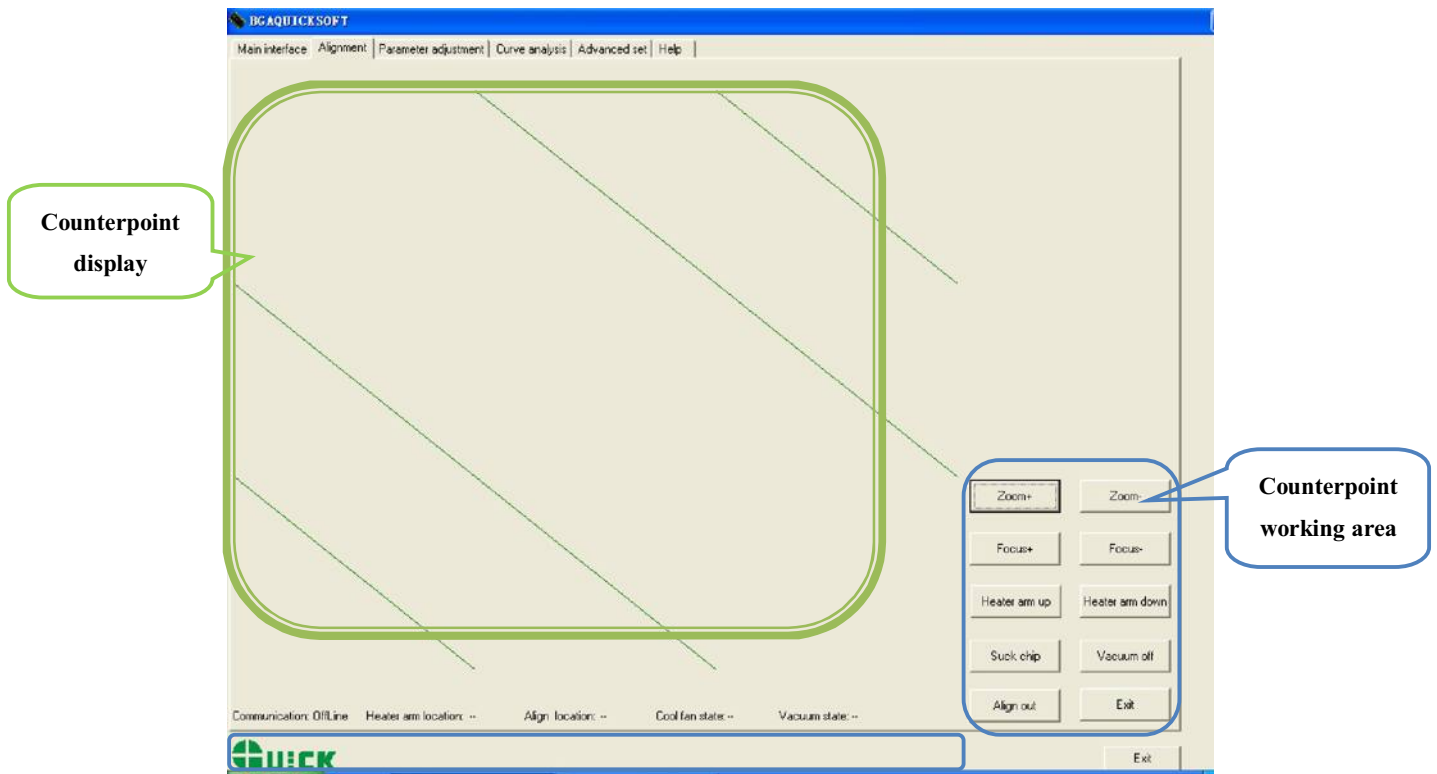 BGAQUICKSOFT
Main interface Alignment Parameter adjustment Curve analysis Advanced set Help
Counterpoint
display
Zoom+ Zoom-
Counterpoint
working area
Focus+ Focus-
Heater arm up Heater arm down
Suck chip Vacuum off
Align out Exit
Communication: OffLine Heater arm location: -- Align location: -- Cool fan state: -- Vacuum state: --
QUICK
Exit